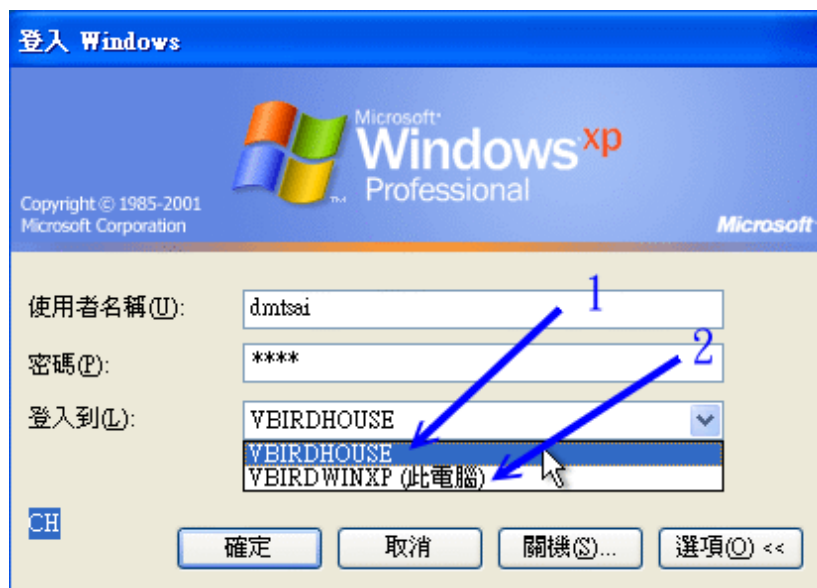 登入 Windows
Microsoft®
Windows xp
Professional
TM
Copyright © 1985-2001
Microsoft Corporation
Microsoft
使用者名稱(U): dmtsai
1
密碼(P): ****
2
登入到(L): VBIRDHOUSE
VBIRDHOUSE
VBIRDWINXP (此電腦)
CH
確定 取消 關機(S)... 選項(O) <<